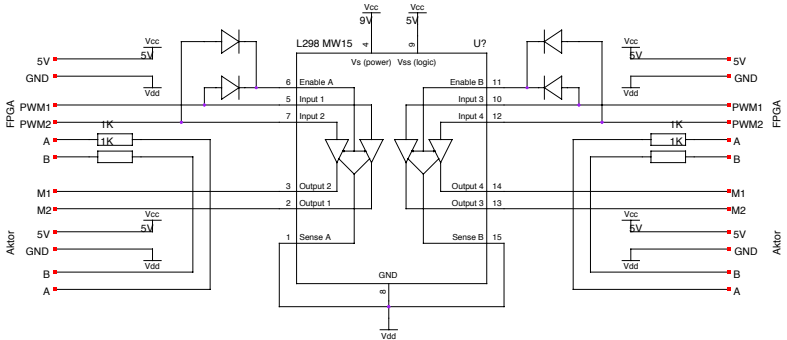 Vcc
9V
4
Vcc
5V
9
L298 MW15
U?
Vs (power)
Vss (logic)
FPGA
5V
GND
PWM1
PWM2
A
B
Vcc
5V
Vdd
1K
1K
Aktor
M1
M2
5V
GND
B
A
Vcc
5V
Vdd
6 Enable A
5 Input 1
7 Input 2
3 Output 2
2 Output 1
1 Sense A
Enable B 11
Input 3 10
Input 4 12
Output 4 14
Output 3 13
Sense B 15
GND
8
Vdd
Vcc
5V
Vdd
1K
1K
5V
GND
PWM1
PWM2
A
B
FPGA
M1
M2
Vcc
5V
Vdd
5V
GND
B
A
Aktor